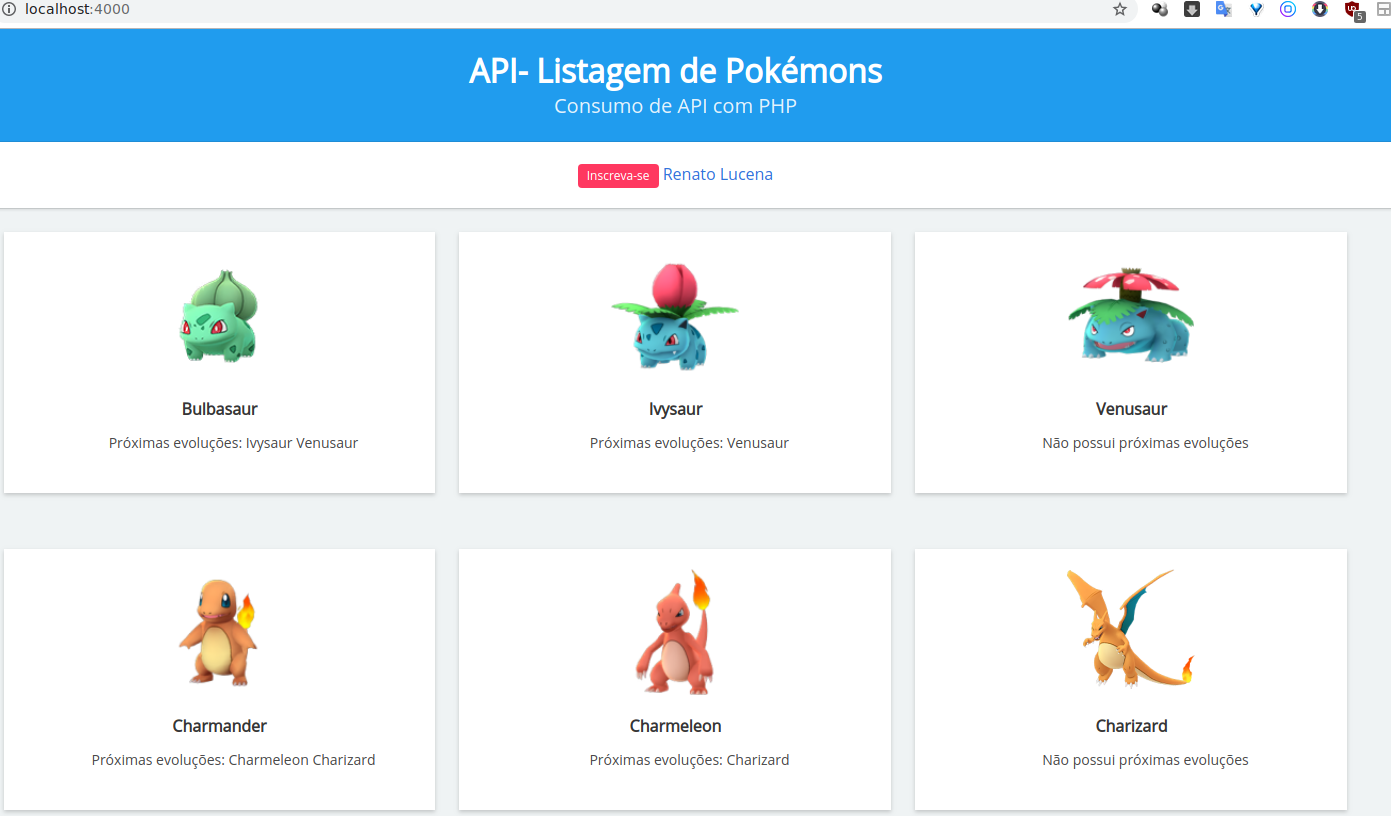 localhost:4000
5
API- Listagem de Pokémons
Consumo de API com PHP
Inscreva-se Renato Lucena
Bulbasaur
Próximas evoluções: Ivysaur Venusaur
Ivysaur
Próximas evoluções: Venusaur
Venusaur
Não possui próximas evoluções
Charmander
Próximas evoluções: Charmeleon Charizard
Charmeleon
Próximas evoluções: Charizard
Charizard
Não possui próximas evoluções